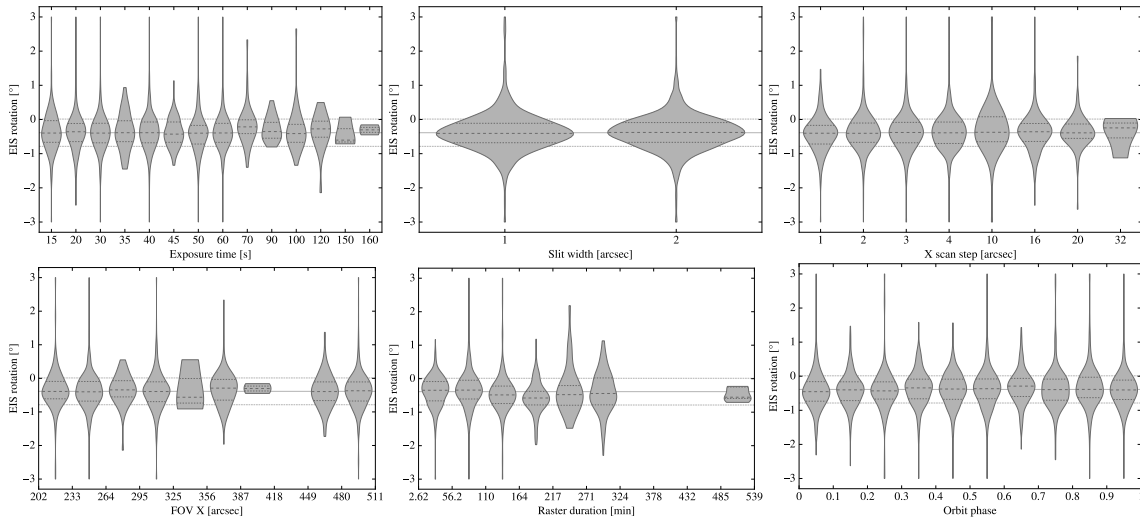 3
2
1
0
−1
−2
−3
EIS rotation [°]
15 20 30 35 40 45 50 60 70 90 100 120 150 160
Exposure time [s]
3
2
1
0
−1
−2
−3
EIS rotation [°]
1 2
Slit width [arcsec]
3
2
1
0
−1
−2
−3
EIS rotation [°]
1 2 3 4 10 16 20 32
X scan step [arcsec]
3
2
1
0
−1
−2
−3
EIS rotation [°]
202 233 264 295 325 356 387 418 449 480 511
FOV X [arcsec]
3
2
1
0
−1
−2
−3
EIS rotation [°]
2.62 56.2 110 164 217 271 324 378 432 485 539
Raster duration [min]
3
2
1
0
−1
−2
−3
EIS rotation [°]
0 0.1 0.2 0.3 0.4 0.5 0.6 0.7 0.8 0.9 1
Orbit phase